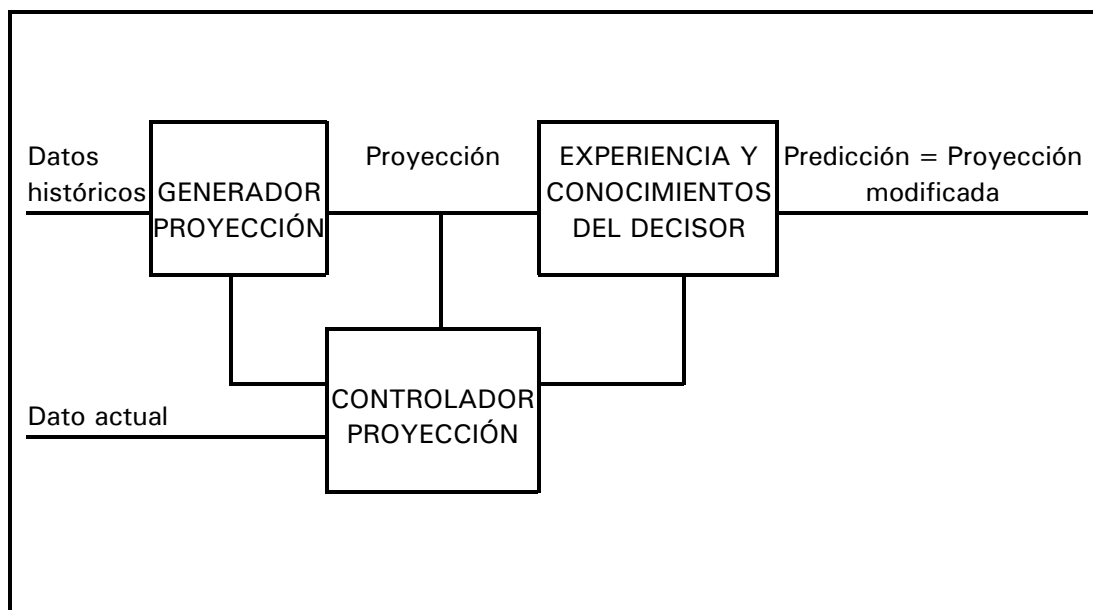 Datos
históricos
GENERADOR
PROYECCIÓN
Proyección
EXPERIENCIA Y
CONOCIMIENTOS
DEL DECISOR
Predicción = Proyección
modificada
Dato actual
CONTROLADOR
PROYECCIÓN